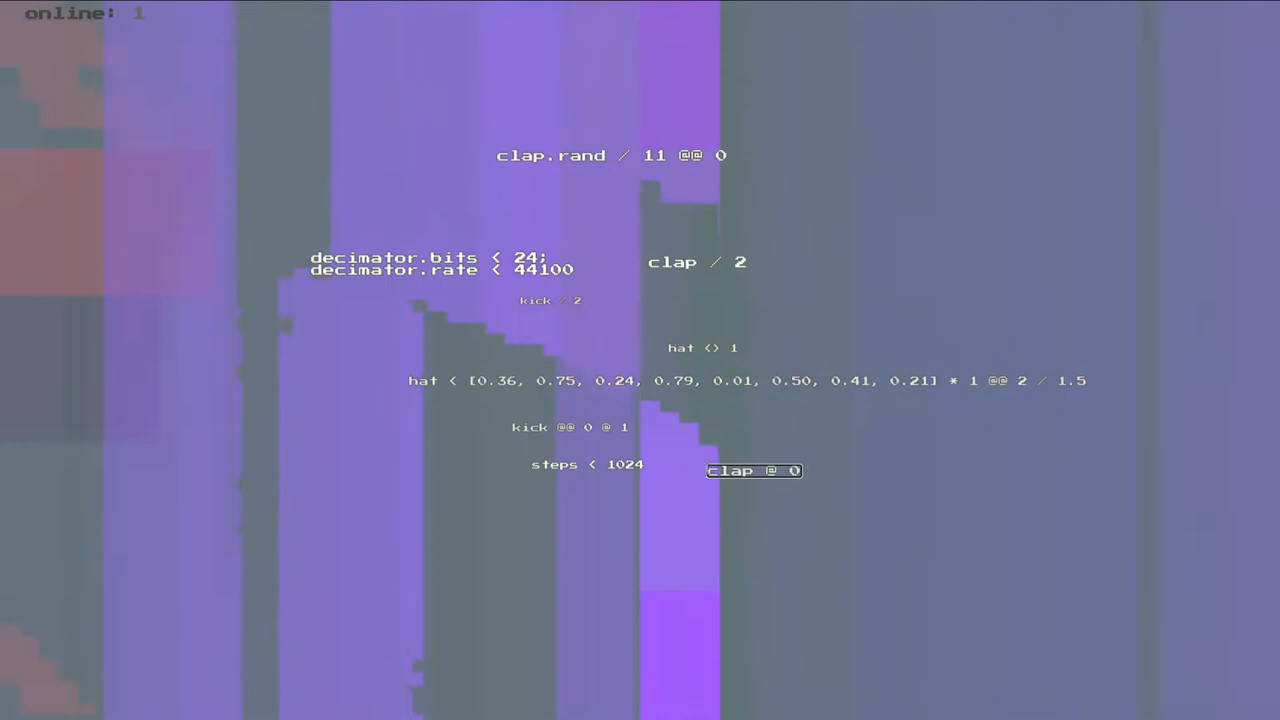 online: 1
clap.rand / 11 @@ 0
decimator.bits < 24;
decimator.rate < 44100
clap / 2
kick / 2
hat <> 1
hat < [0.36, 0.75, 0.24, 0.79, 0.01, 0.50, 0.41, 0.21] * 1 @@ 2 / 1.5
kick @@ 0 @ 1
steps < 1024
clap @ 0